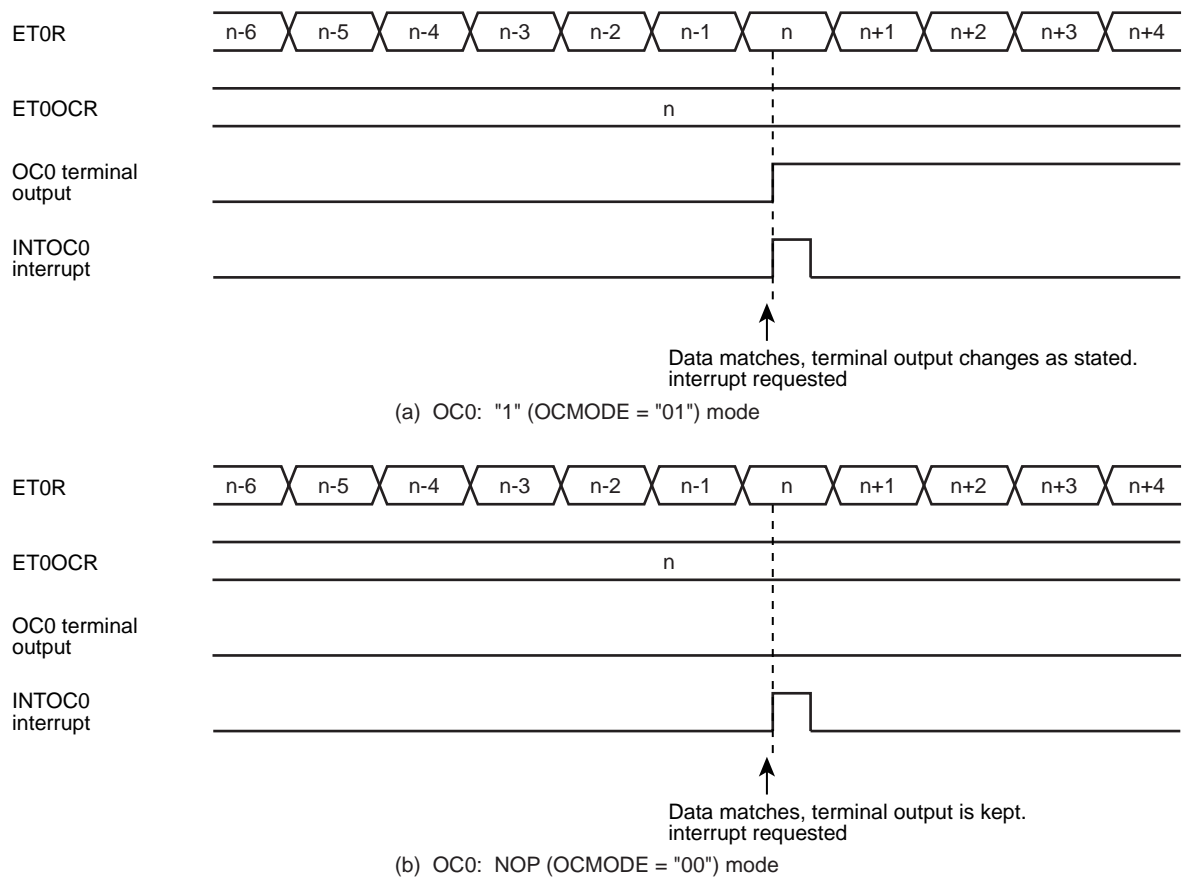 ET0R n-6 n-5 n-4 n-3 n-2 n-1 n n+1 n+2 n+3 n+4
ET0OCR n
OC0 terminal
output
INTOC0
interrupt
Data matches, terminal output changes as stated.
interrupt requested
(a) OC0: "1" (OCMODE = "01") mode
ET0R n-6 n-5 n-4 n-3 n-2 n-1 n n+1 n+2 n+3 n+4
ET0OCR n
OC0 terminal
output
INTOC0
interrupt
Data matches, terminal output is kept.
interrupt requested
(b) OC0: NOP (OCMODE = "00") mode